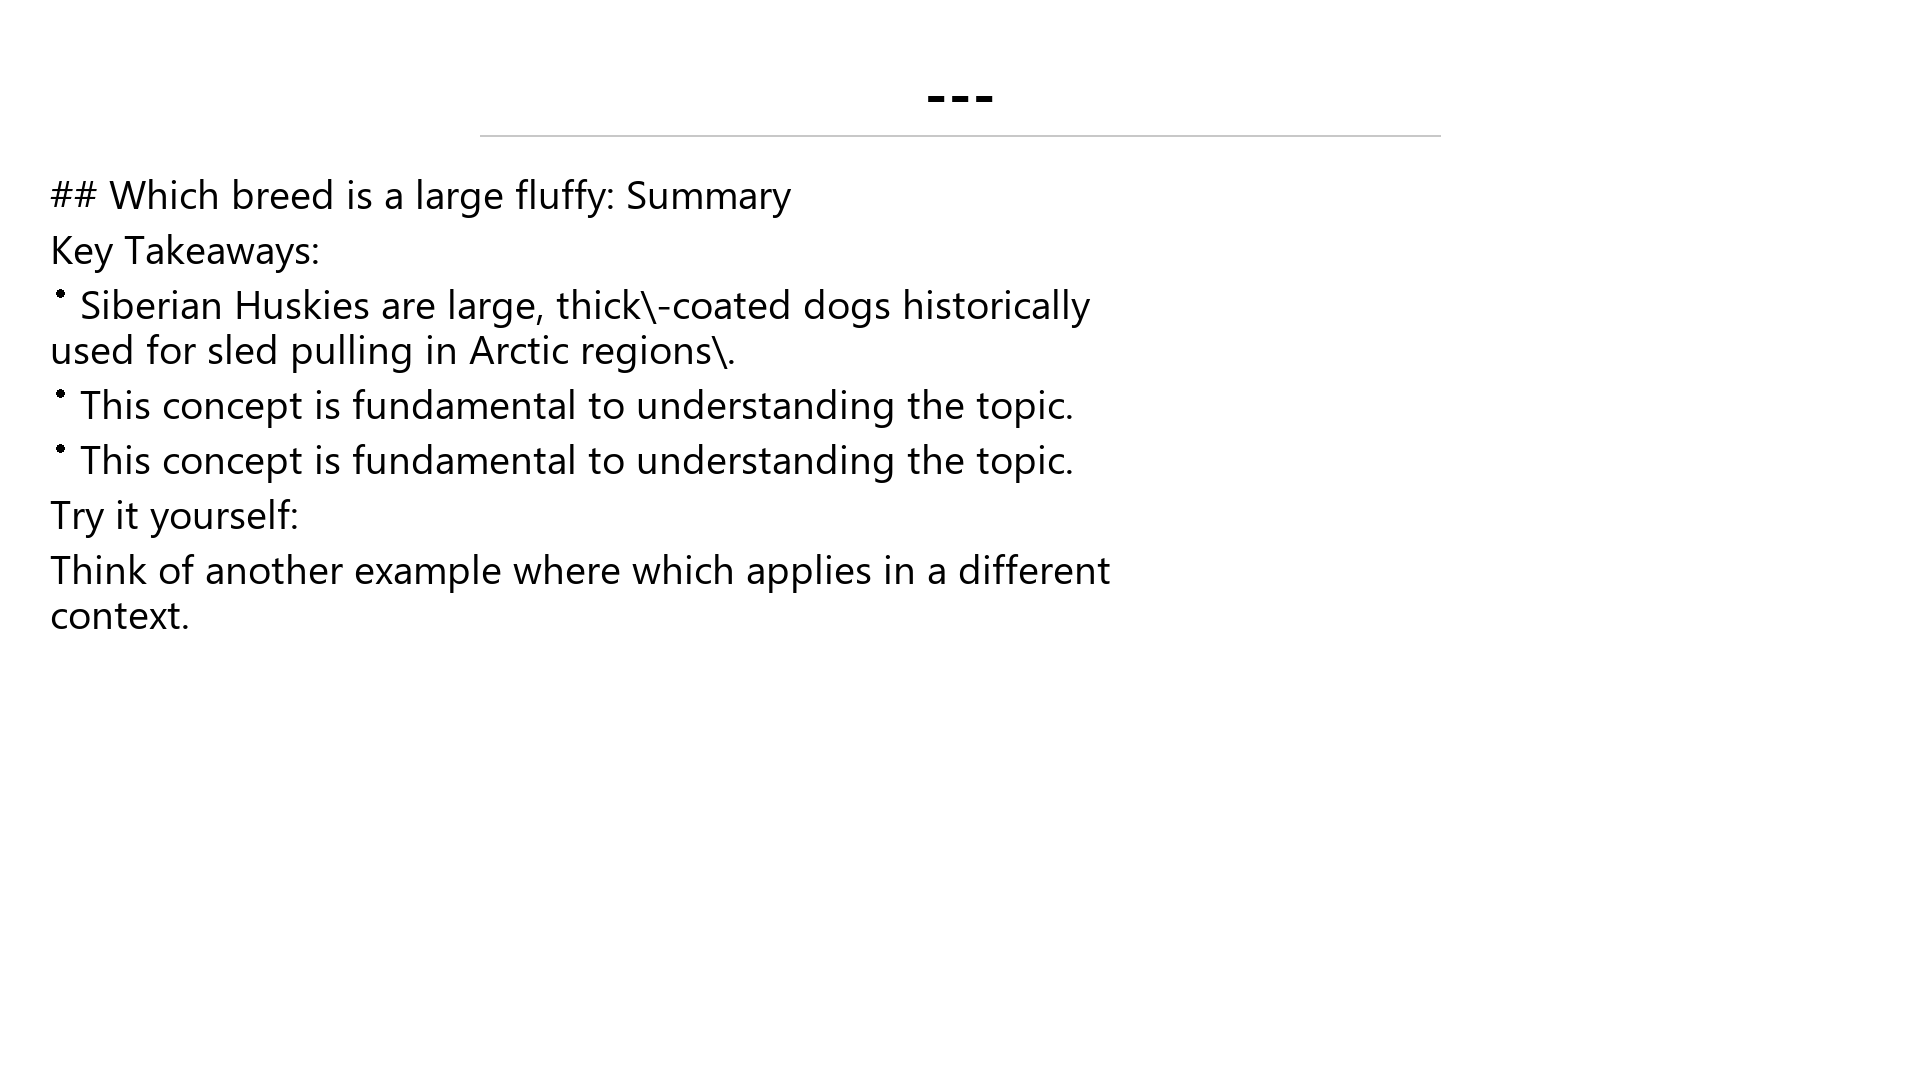 ---
## Which breed is a large fluffy: Summary
Key Takeaways:
• Siberian Huskies are large, thick\-coated dogs historically
used for sled pulling in Arctic regions\.
• This concept is fundamental to understanding the topic.
• This concept is fundamental to understanding the topic.
Try it yourself:
Think of another example where which applies in a different
context.